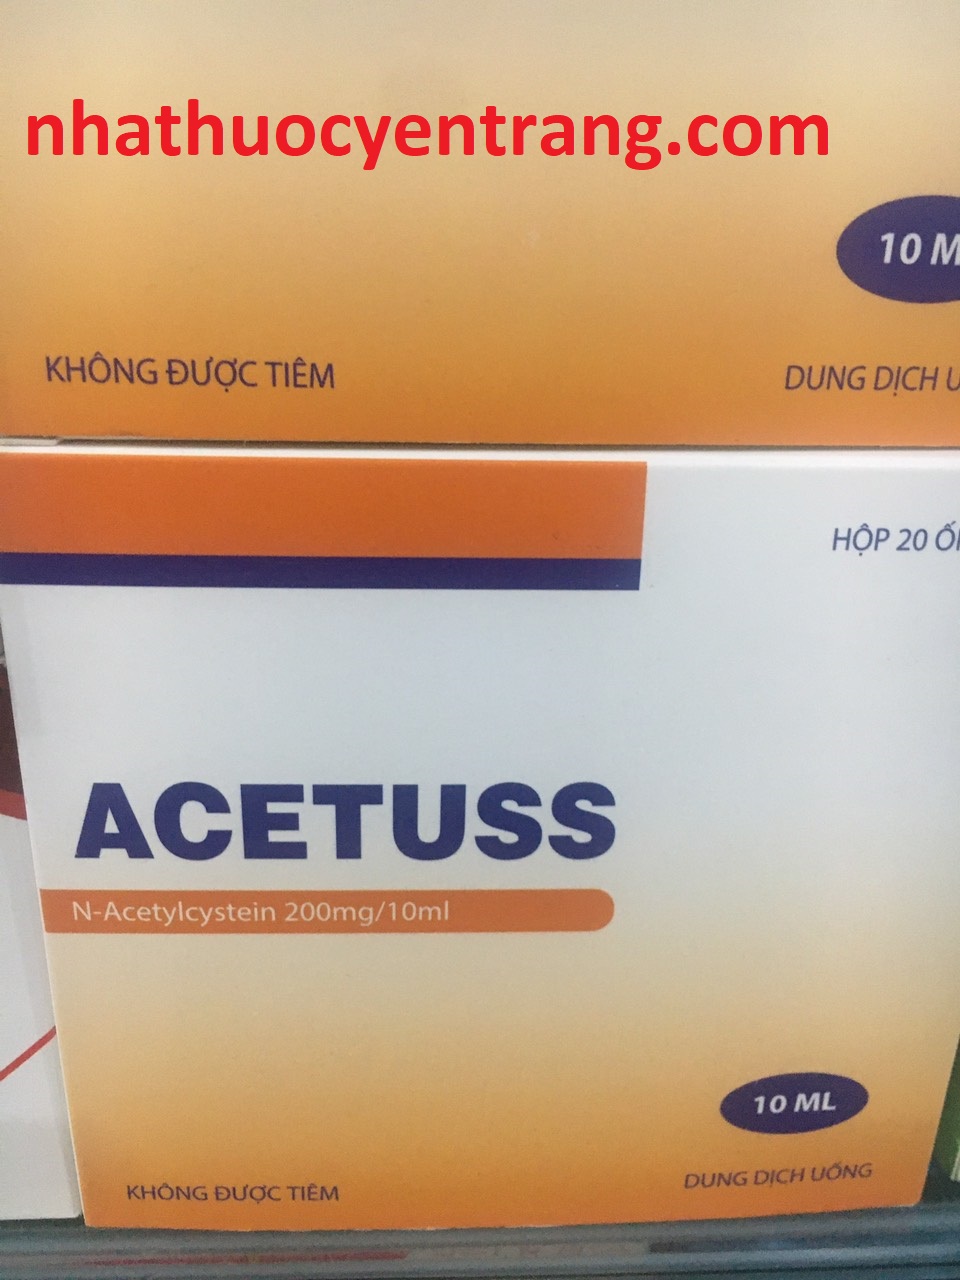 nhathuocyentrang.com
10 M
KHÔNG ĐƯỢC TIÊM
DUNG DỊCH
HỘP 20
ACETUSS
N-Acetylcystein 200mg/10ml
10 ML
KHÔNG ĐƯỢC TIÊM
DUNG DỊCH UỐNG